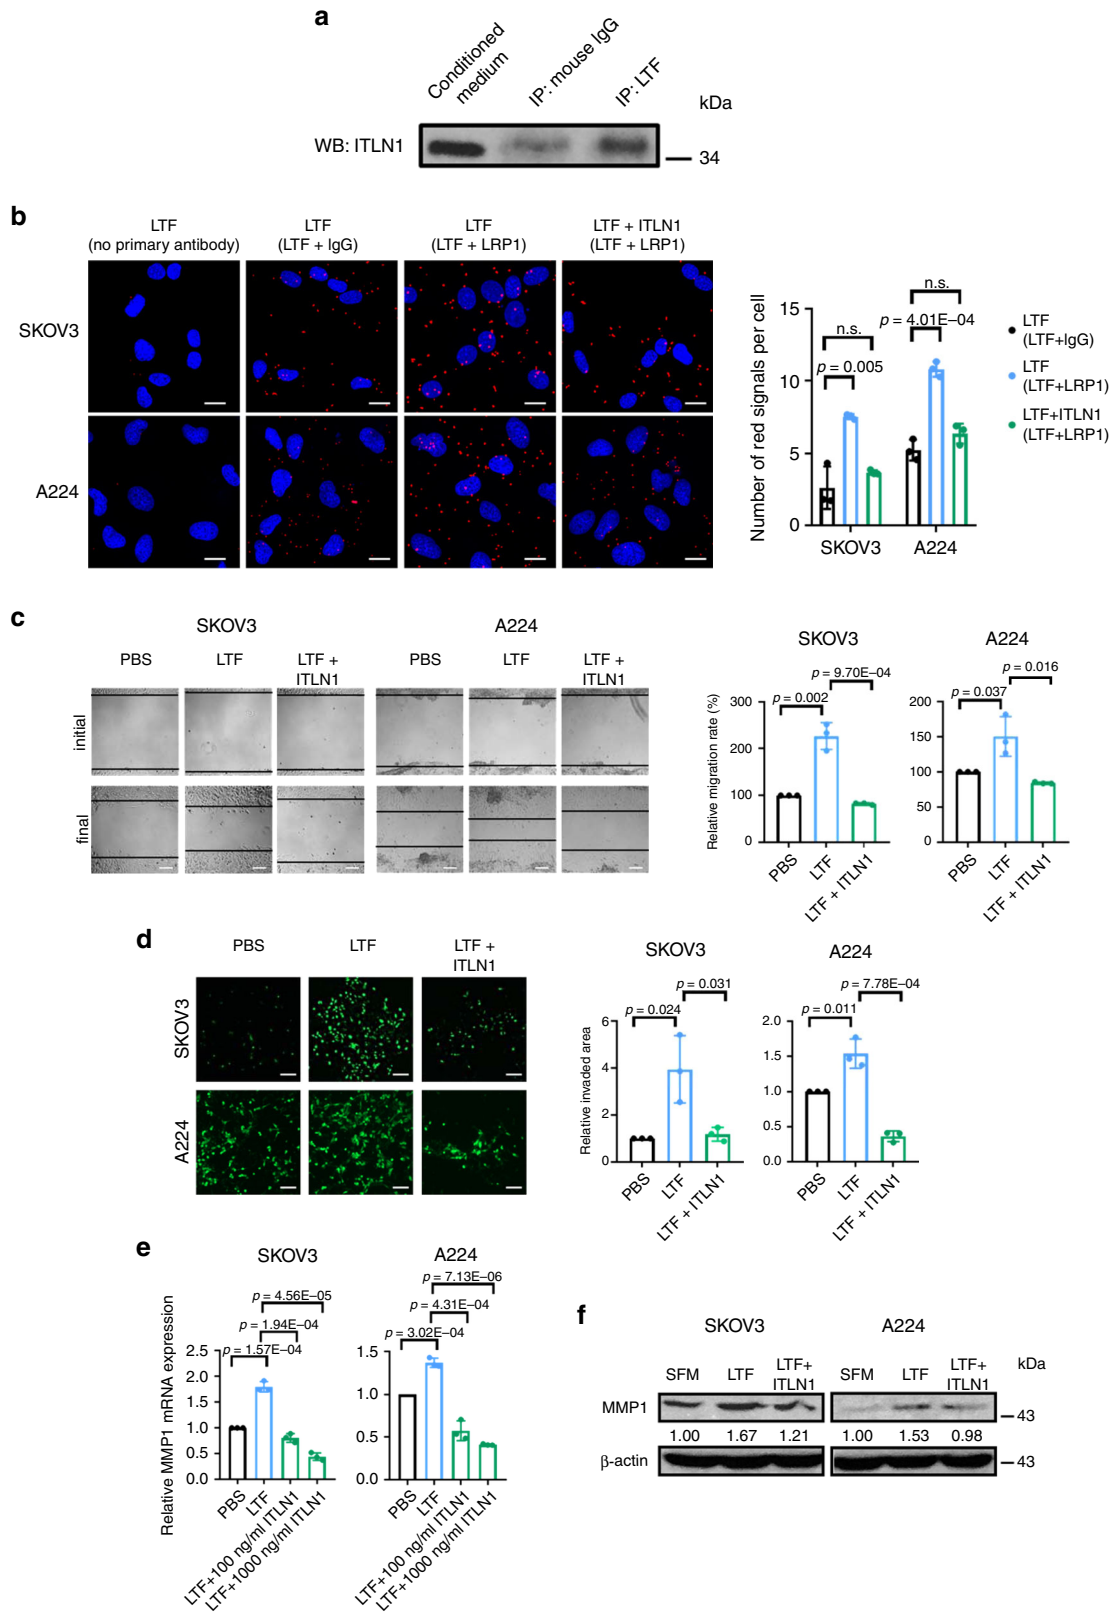 a
Conditioned
medium
IP: mouse IgG
IP: LTF
kDa
WB: ITLN1
34
b
LTF
(no primary antibody)
LTF
(LTF + IgG)
LTF
(LTF + LRP1)
LTF + ITLN1
(LTF + LRP1)
SKOV3
A224
Number of red signals per cell
15
10
5
0
n.s.
p = 0.005
n.s.
p = 4.01E–04
SKOV3
A224
LTF
(LTF+IgG)
LTF
(LTF+LRP1)
LTF+ITLN1
(LTF+LRP1)
c
SKOV3
A224
PBS
LTF
LTF +
ITLN1
PBS
LTF
LTF +
ITLN1
initial
final
SKOV3
Relative migration rate (%)
300
200
100
0
p = 0.002
p = 9.70E–04
PBS
LTF
LTF + ITLN1
A224
200
150
100
50
0
p = 0.037
p = 0.016
PBS
LTF
LTF + ITLN1
d
PBS
LTF
LTF +
ITLN1
SKOV3
A224
SKOV3
Relative invaded area
6
4
2
0
p = 0.024
p = 0.031
PBS
LTF
LTF + ITLN1
A224
2.0
1.5
1.0
0.5
0.0
p = 0.011
p = 7.78E–04
PBS
LTF
LTF + ITLN1
e
SKOV3
Relative MMP1 mRNA expression
2.5
2.0
1.5
1.0
0.5
0.0
p = 4.56E–05
p = 1.94E–04
p = 1.57E–04
PBS
LTF
LTF+100 ng/ml ITLN1
LTF+1000 ng/ml ITLN1
A224
1.5
1.0
0.5
0.0
p = 7.13E–06
p = 4.31E–04
p = 3.02E–04
PBS
LTF
LTF+100 ng/ml ITLN1
LTF+1000 ng/ml ITLN1
f
SKOV3
A224
SFM
LTF
LTF+
ITLN1
SFM
LTF
LTF+
ITLN1
kDa
MMP1
43
1.00
1.67
1.21
1.00
1.53
0.98
β-actin
43